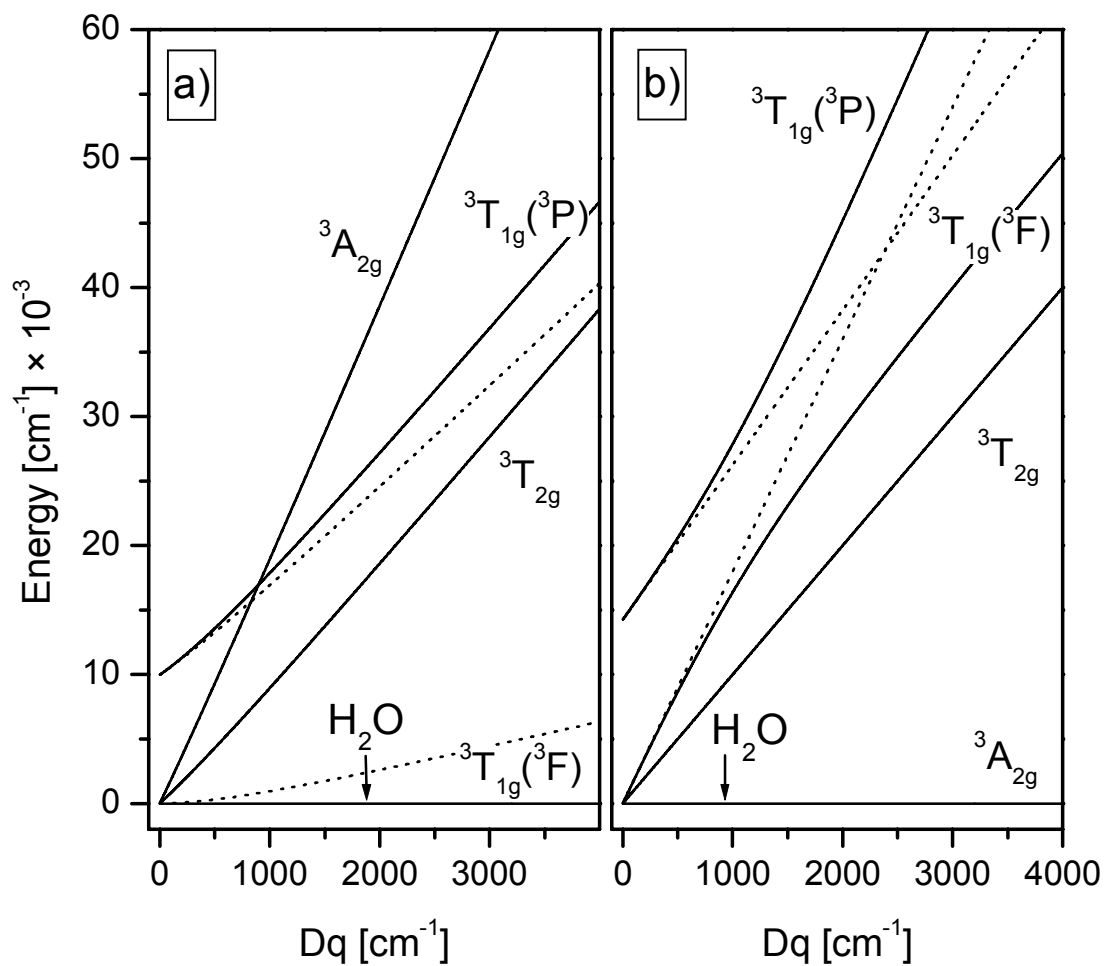 a)
b)
60
50
40
30
20
10
0
Energy [cm⁻¹] × 10⁻³
³A₂g
³T₁g(³P)
³T₂g
H₂O
³T₁g(³F)
0 1000 2000 3000
Dq [cm⁻¹]
³T₁g(³P)
³T₁g(³F)
³T₂g
H₂O
³A₂g
0 1000 2000 3000 4000
Dq [cm⁻¹]